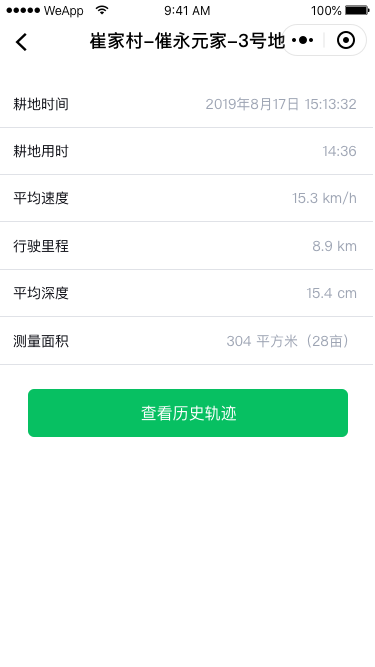 WeApp 9:41 AM 100%
崔家村-催永元家-3号地
耕地时间 2019年8月17日 15:13:32
耕地用时 14:36
平均速度 15.3 km/h
行驶里程 8.9 km
平均深度 15.4 cm
测量面积 304 平方米（28亩）
查看历史轨迹